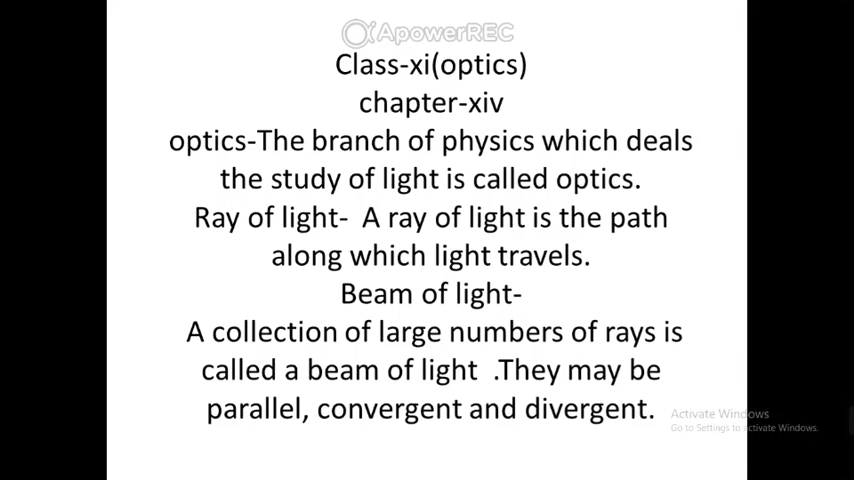 ApowerREC
Class-xi(optics)
chapter-xiv
optics-The branch of physics which deals
the study of light is called optics.
Ray of light-  A ray of light is the path
along which light travels.
Beam of light-
A collection of large numbers of rays is
called a beam of light  .They may be
parallel, convergent and divergent.
Activate Windows
Go to Settings to activate Windows.